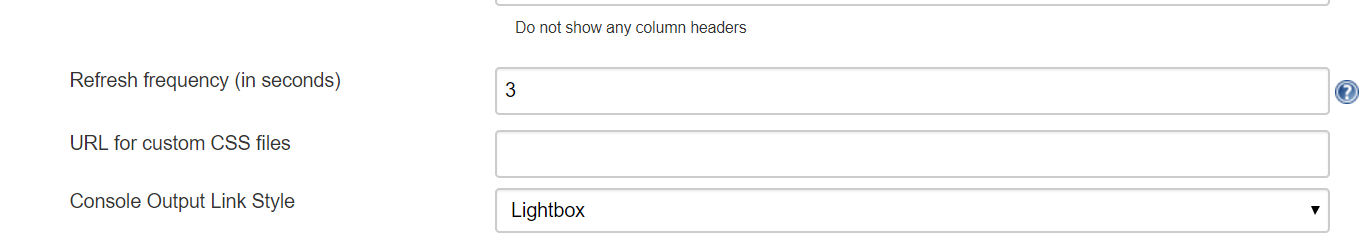 Do not show any column headers
Refresh frequency (in seconds)
3
?
URL for custom CSS files
Console Output Link Style
Lightbox